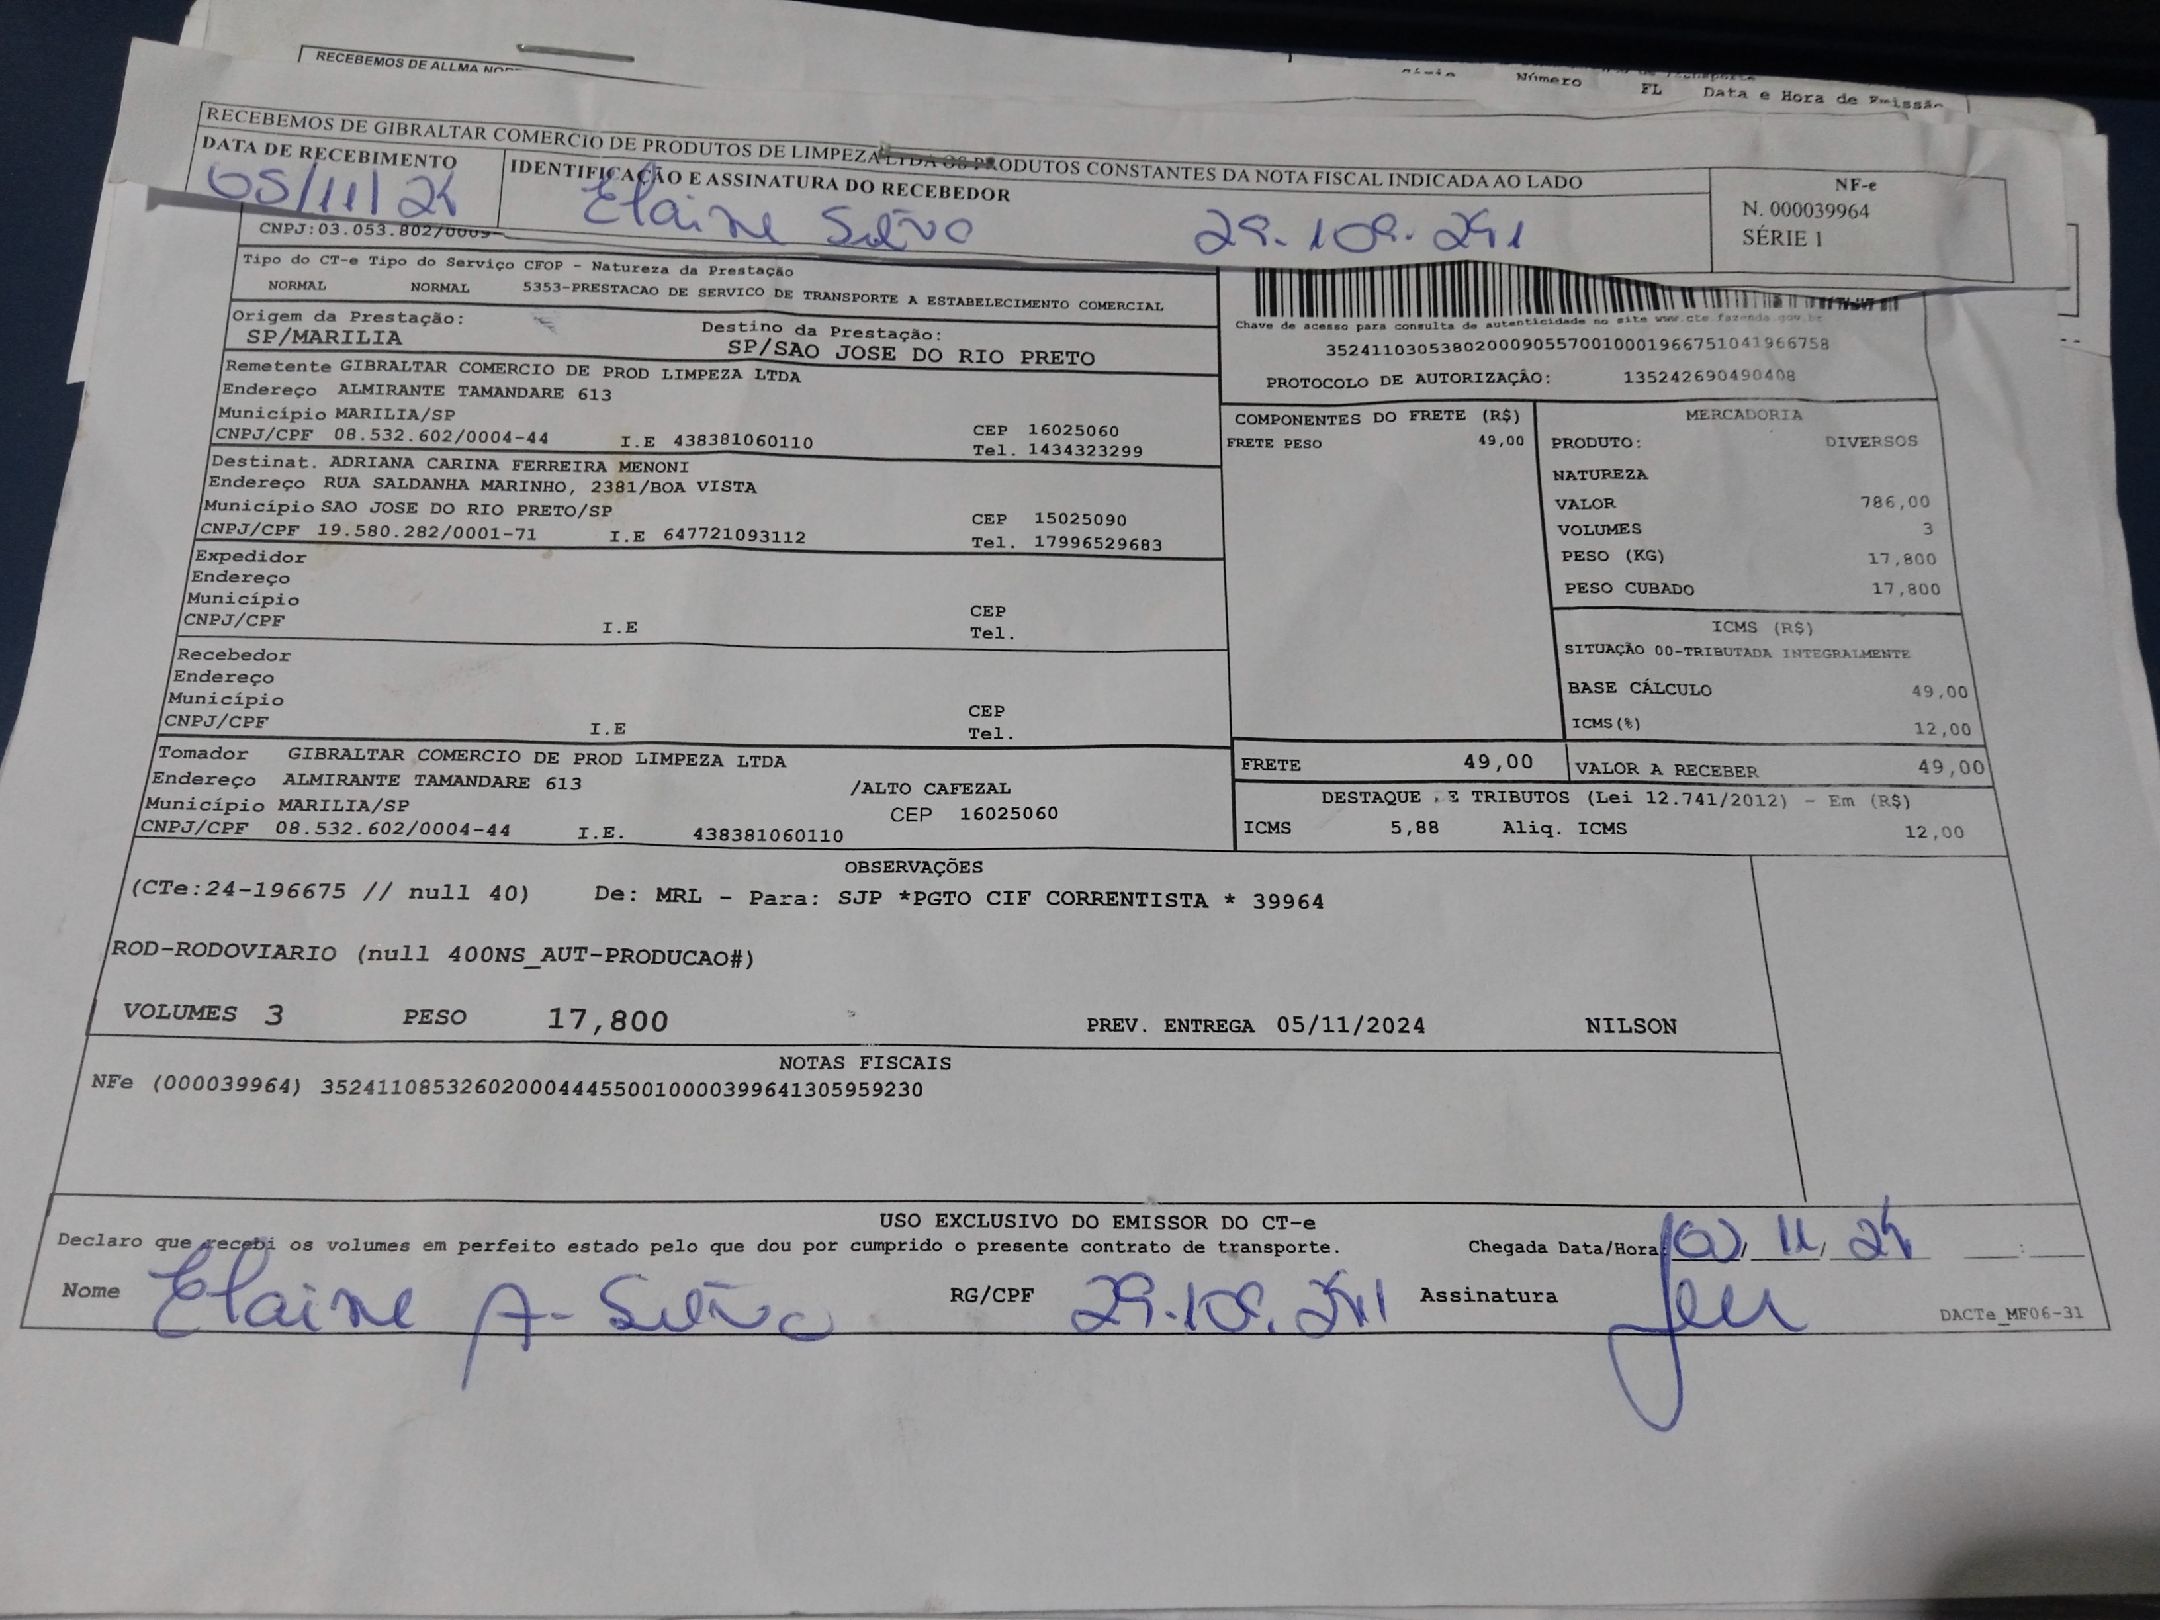 RECEBEMOS DE ALLMA
Número FL Data e Hora de Emissão
RECEBEMOS DE GIBRALTAR COMERCIO DE PRODUTOS DE LIMPEZA LTDA OS PRODUTOS CONSTANTES DA NOTA FISCAL INDICADA AO LADO
DATA DE RECEBIMENTO IDENTIFICAÇÃO E ASSINATURA DO RECEBEDOR NF-e
05/11/24 Elaine Silva 29.109.241 N. 000039964
SÉRIE 1
CNPJ:03.053.802/0009-
Tipo do CT-e Tipo do Serviço CFOP - Natureza da Prestação
NORMAL NORMAL 5353-PRESTACAO DE SERVICO DE TRANSPORTE A ESTABELECIMENTO COMERCIAL
Chave de acesso para consulta de autenticidade no site www.cte.fazenda.gov.br
35241103053802000905570010001966751041966758
PROTOCOLO DE AUTORIZAÇÃO: 135242690490408
Origem da Prestação: Destino da Prestação:
SP/MARILIA SP/SAO JOSE DO RIO PRETO
Remetente GIBRALTAR COMERCIO DE PROD LIMPEZA LTDA
Endereço ALMIRANTE TAMANDARE 613
Município MARILIA/SP CEP 16025060
CNPJ/CPF 08.532.602/0004-44 I.E 438381060110 Tel. 1434323299
Destinat. ADRIANA CARINA FERREIRA MENONI
Endereço RUA SALDANHA MARINHO, 2381/BOA VISTA
Município SAO JOSE DO RIO PRETO/SP CEP 15025090
CNPJ/CPF 19.580.282/0001-71 I.E 647721093112 Tel. 17996529683
Expedidor
Endereço
Município CEP
CNPJ/CPF I.E Tel.
Recebedor
Endereço
Município CEP
CNPJ/CPF I.E Tel.
Tomador GIBRALTAR COMERCIO DE PROD LIMPEZA LTDA
Endereço ALMIRANTE TAMANDARE 613 /ALTO CAFEZAL
Município MARILIA/SP CEP 16025060
CNPJ/CPF 08.532.602/0004-44 I.E. 438381060110
COMPONENTES DO FRETE (R$)
FRETE PESO 49,00
MERCADORIA
PRODUTO: DIVERSOS
NATUREZA
VALOR 786,00
VOLUMES 3
PESO (KG) 17,800
PESO CUBADO 17,800
ICMS (R$)
SITUAÇÃO 00-TRIBUTADA INTEGRALMENTE
BASE CÁLCULO 49,00
ICMS(%) 12,00
FRETE 49,00 VALOR A RECEBER 49,00
DESTAQUE E TRIBUTOS (Lei 12.741/2012) - Em (R$)
ICMS 5,88 Aliq. ICMS 12,00
OBSERVAÇÕES
(CTe:24-196675 // null 40) De: MRL - Para: SJP *PGTO CIF CORRENTISTA * 39964
ROD-RODOVIARIO (null 400NS_AUT-PRODUCAO#)
VOLUMES 3 PESO 17,800 PREV. ENTREGA 05/11/2024 NILSON
NOTAS FISCAIS
NFe (000039964) 35241108532602000444550010000399641305959230
USO EXCLUSIVO DO EMISSOR DO CT-e
Declaro que recebi os volumes em perfeito estado pelo que dou por cumprido o presente contrato de transporte. Chegada Data/Hora: / 11 / 24 :
Nome Elaine A. Silva RG/CPF 29.109.241 Assinatura
DACTe_MF06-31